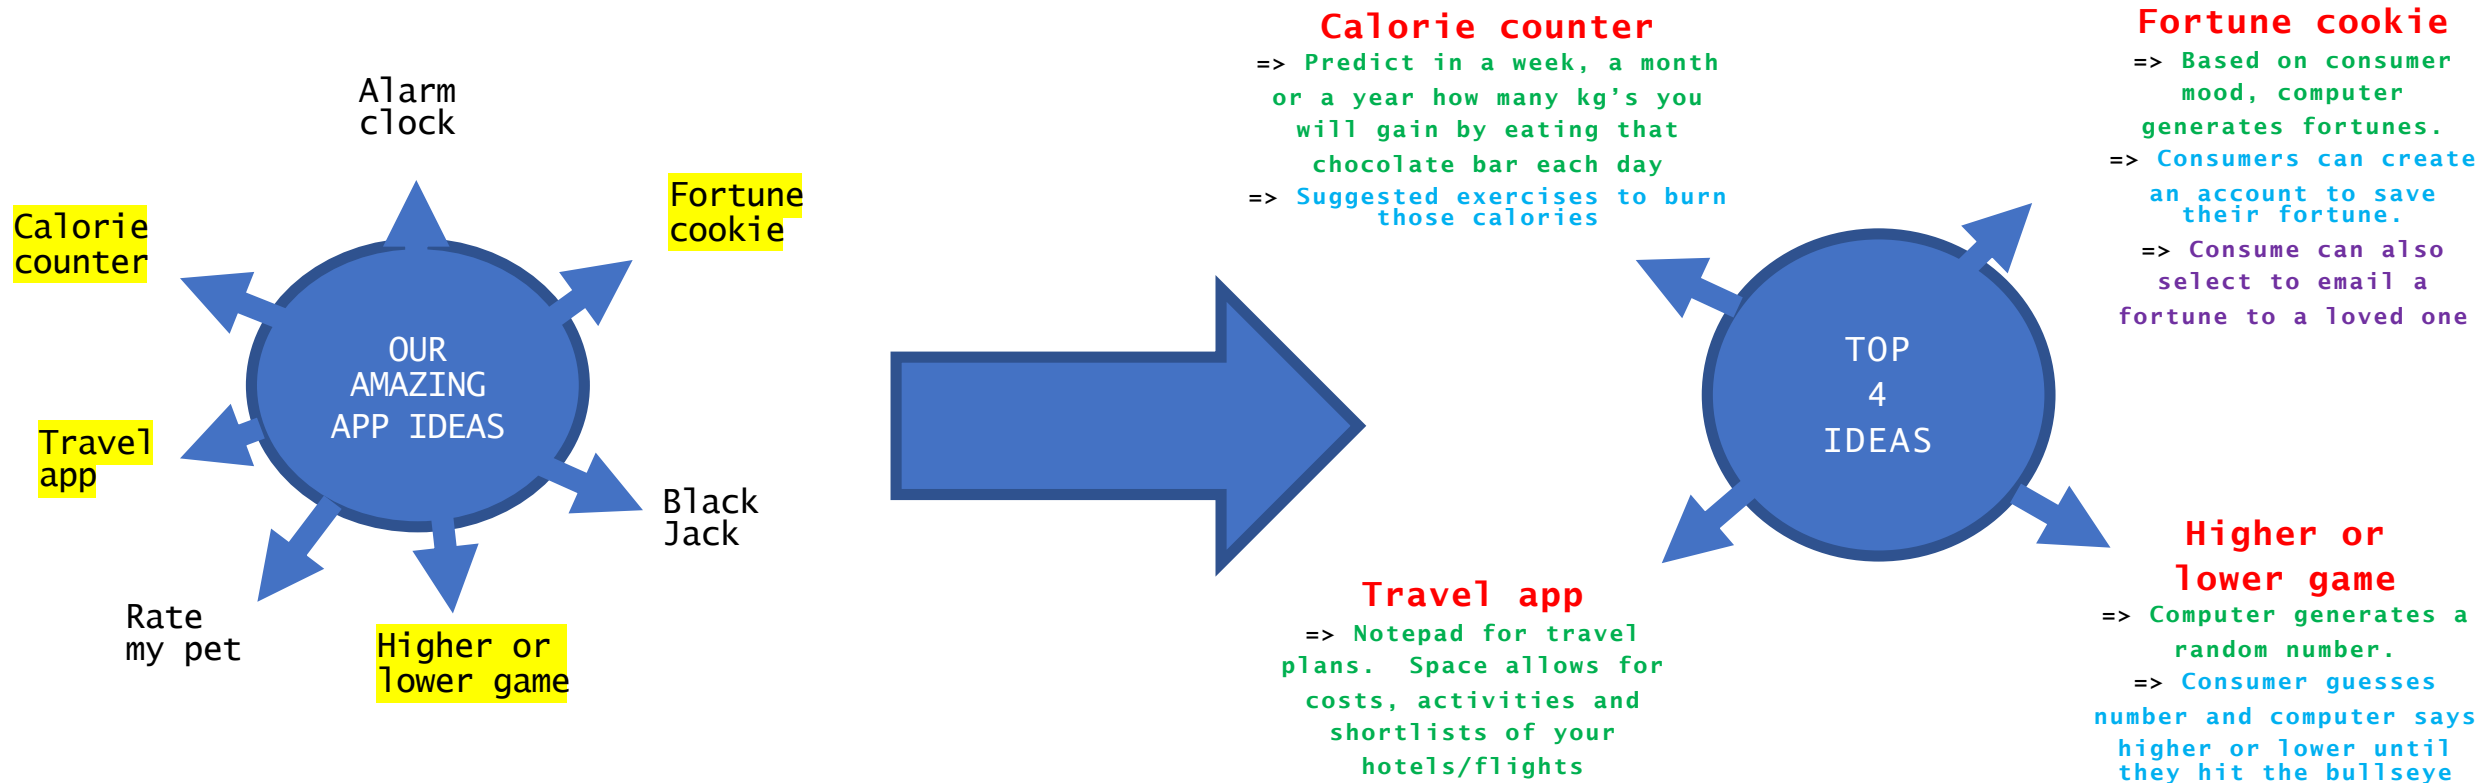 Alarm
clock
Fortune
cookie
Calorie
counter
OUR
AMAZING
APP IDEAS
Travel
app
Black
Jack
Rate
my pet
Higher or
lower game
Calorie counter
=> Predict in a week, a month
or a year how many kg’s you
will gain by eating that
chocolate bar each day
=> Suggested exercises to burn
those calories
Fortune cookie
=> Based on consumer
mood, computer
generates fortunes.
=> Consumers can create
an account to save
their fortune.
=> Consume can also
select to email a
fortune to a loved one
TOP
4
IDEAS
Travel app
=> Notepad for travel
plans. Space allows for
costs, activities and
shortlists of your
hotels/flights
Higher or
lower game
=> Computer generates a
random number.
=> Consumer guesses
number and computer says
higher or lower until
they hit the bullseye